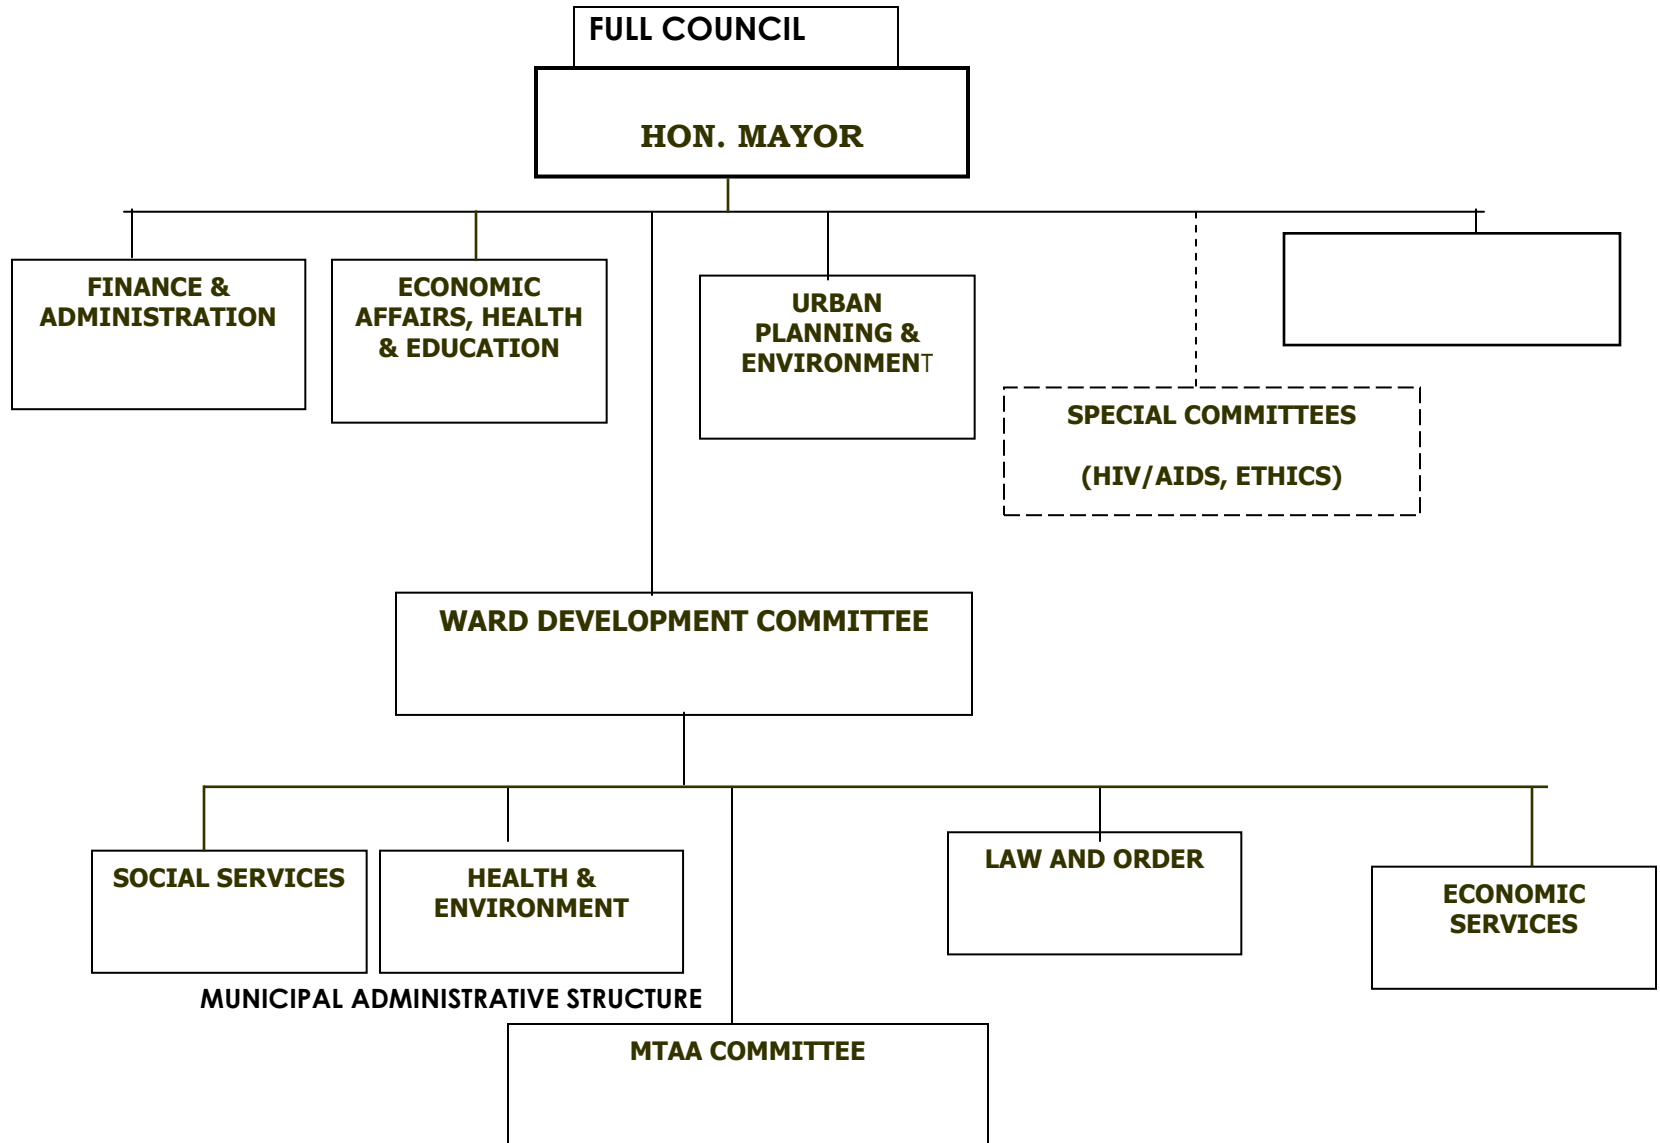 FULL COUNCIL
HON. MAYOR
FINANCE &
ADMINISTRATION
ECONOMIC
AFFAIRS, HEALTH
& EDUCATION
URBAN
PLANNING &
ENVIRONMENT
SPECIAL COMMITTEES
(HIV/AIDS, ETHICS)
WARD DEVELOPMENT COMMITTEE
SOCIAL SERVICES
HEALTH &
ENVIRONMENT
LAW AND ORDER
ECONOMIC
SERVICES
MUNICIPAL ADMINISTRATIVE STRUCTURE
MTAA COMMITTEE